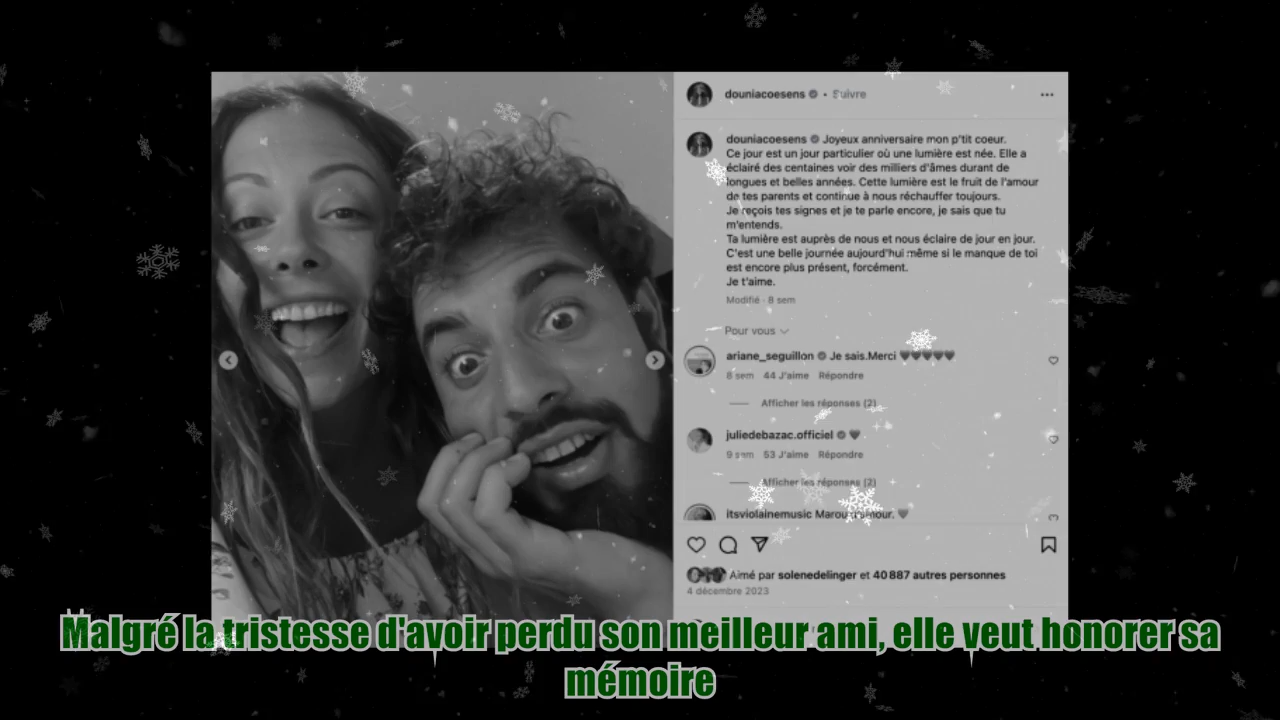 douniacoesens • Suivre
douniacoesens Joyeux anniversaire mon p'tit coeur.
Ce jour est un jour particulier où une lumière est née. Elle a
éclairé des centaines voir des milliers d'âmes durant de
longues et belles années. Cette lumière est le fruit de l'amour
de tes parents et continue à nous réchauffer toujours.
Je reçois tes signes et je te parle encore, je sais que tu
m'entends.
Ta lumière est auprès de nous et nous éclaire de jour en jour.
C'est une belle journée aujourd'hui même si le manque de toi
est encore plus présent, forcément.
Je t'aime.
Modifié · 8 sem
Pour vous
ariane_seguillon Je sais.Merci 🖤🖤🖤🖤🖤
8 sem 44 J'aime Répondre
Afficher les réponses (2)
juliedebazac.officiel 🖤
9 sem 53 J'aime Répondre
Afficher les réponses (2)
itsviolainemusic Marou d'amour. 🖤
Aimé par solenedelinger et 40 887 autres personnes
4 décembre 2023
Malgré la tristesse d'avoir perdu son meilleur ami, elle veut honorer sa
mémoire